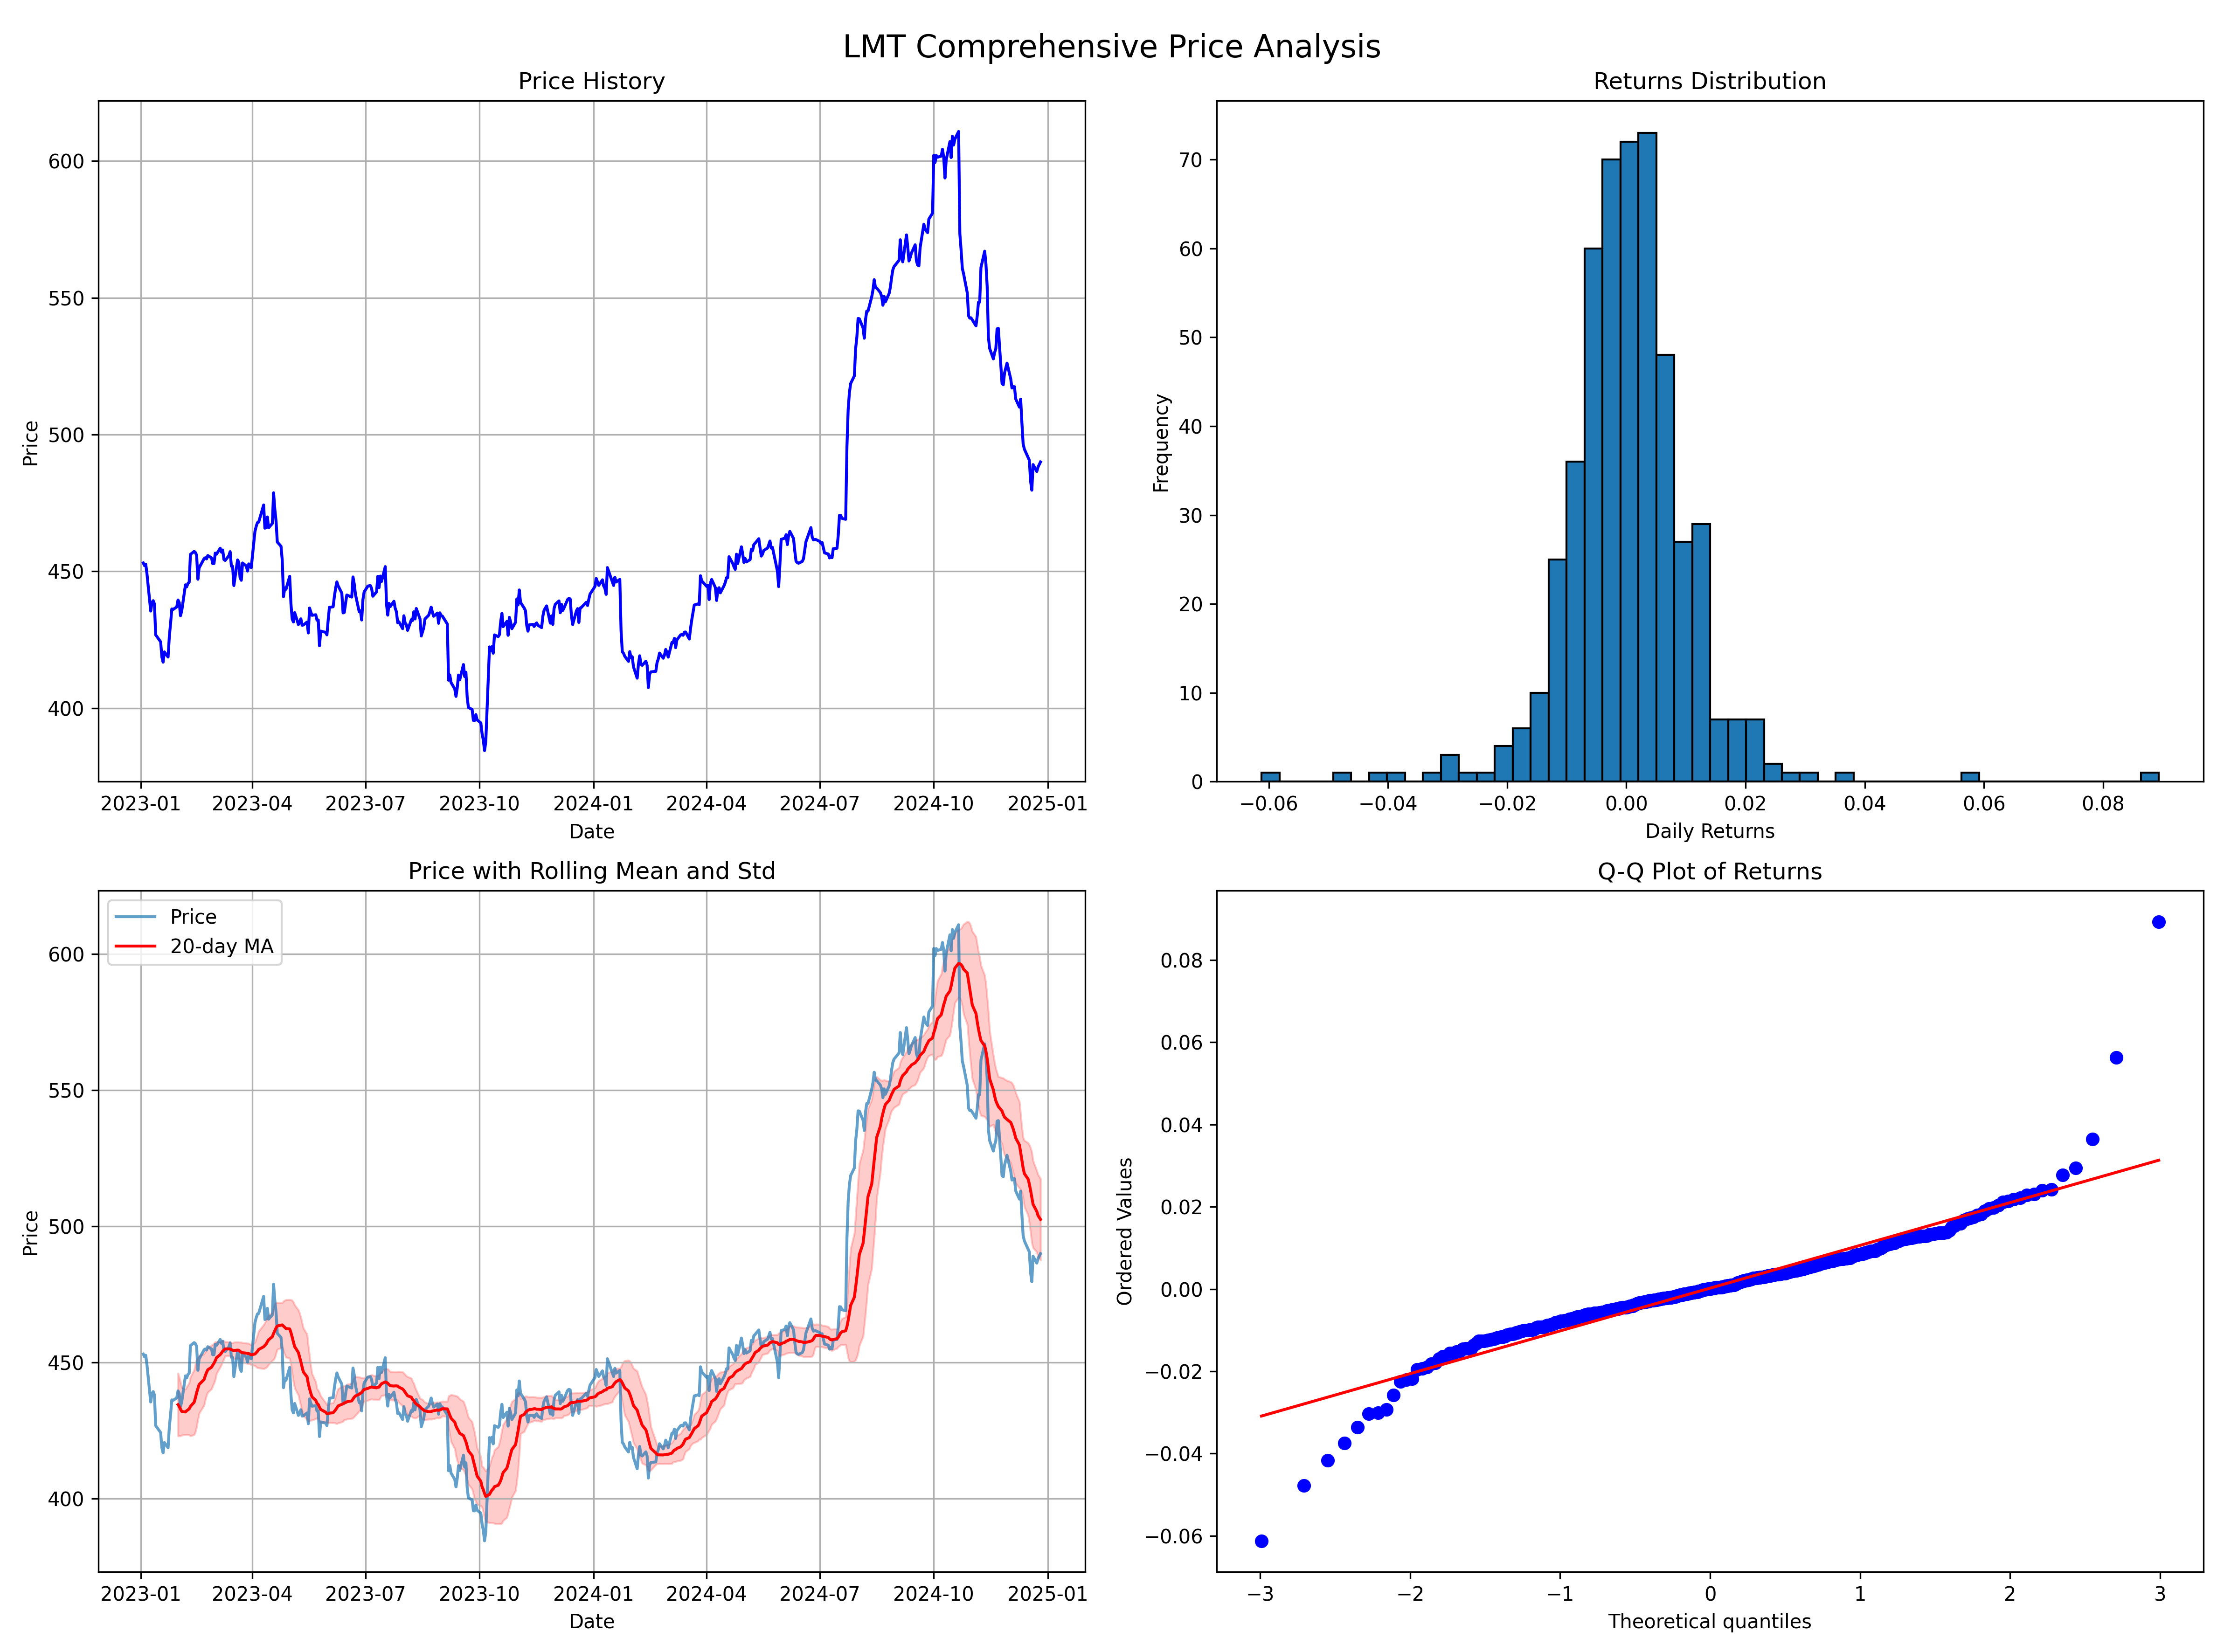 LMT Comprehensive Price Analysis
Price History
Price
600
550
500
450
400
2023-01 2023-04 2023-07 2023-10 2024-01 2024-04 2024-07 2024-10 2025-01
Date
Returns Distribution
Frequency
70
60
50
40
30
20
10
0
−0.06 −0.04 −0.02 0.00 0.02 0.04 0.06 0.08
Daily Returns
Price with Rolling Mean and Std
Price
20-day MA
Price
600
550
500
450
400
2023-01 2023-04 2023-07 2023-10 2024-01 2024-04 2024-07 2024-10 2025-01
Date
Q-Q Plot of Returns
Ordered Values
0.08
0.06
0.04
0.02
0.00
−0.02
−0.04
−0.06
−3 −2 −1 0 1 2 3
Theoretical quantiles